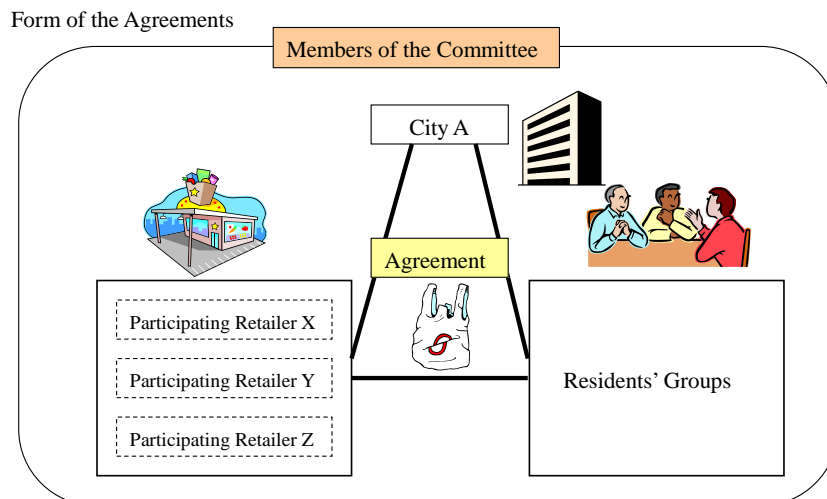 Form of the Agreements
Members of the Committee
City A
Agreement
Participating Retailer X
Participating Retailer Y
Participating Retailer Z
Residents' Groups